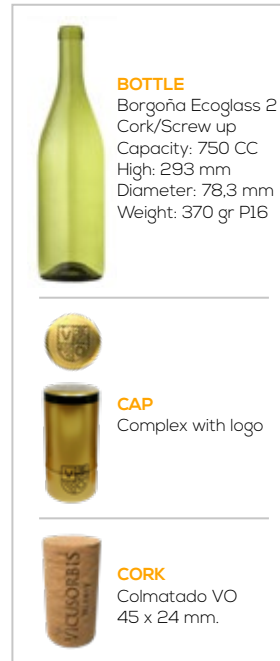 BOTTLE
Borgoña Ecoglass 2
Cork/Screw up
Capacity: 750 CC
High: 293 mm
Diameter: 78,3 mm
Weight: 370 gr P16
CAP
Complex with logo
VICUSORBIS
CORK
Colmatado VO
45 x 24 mm.